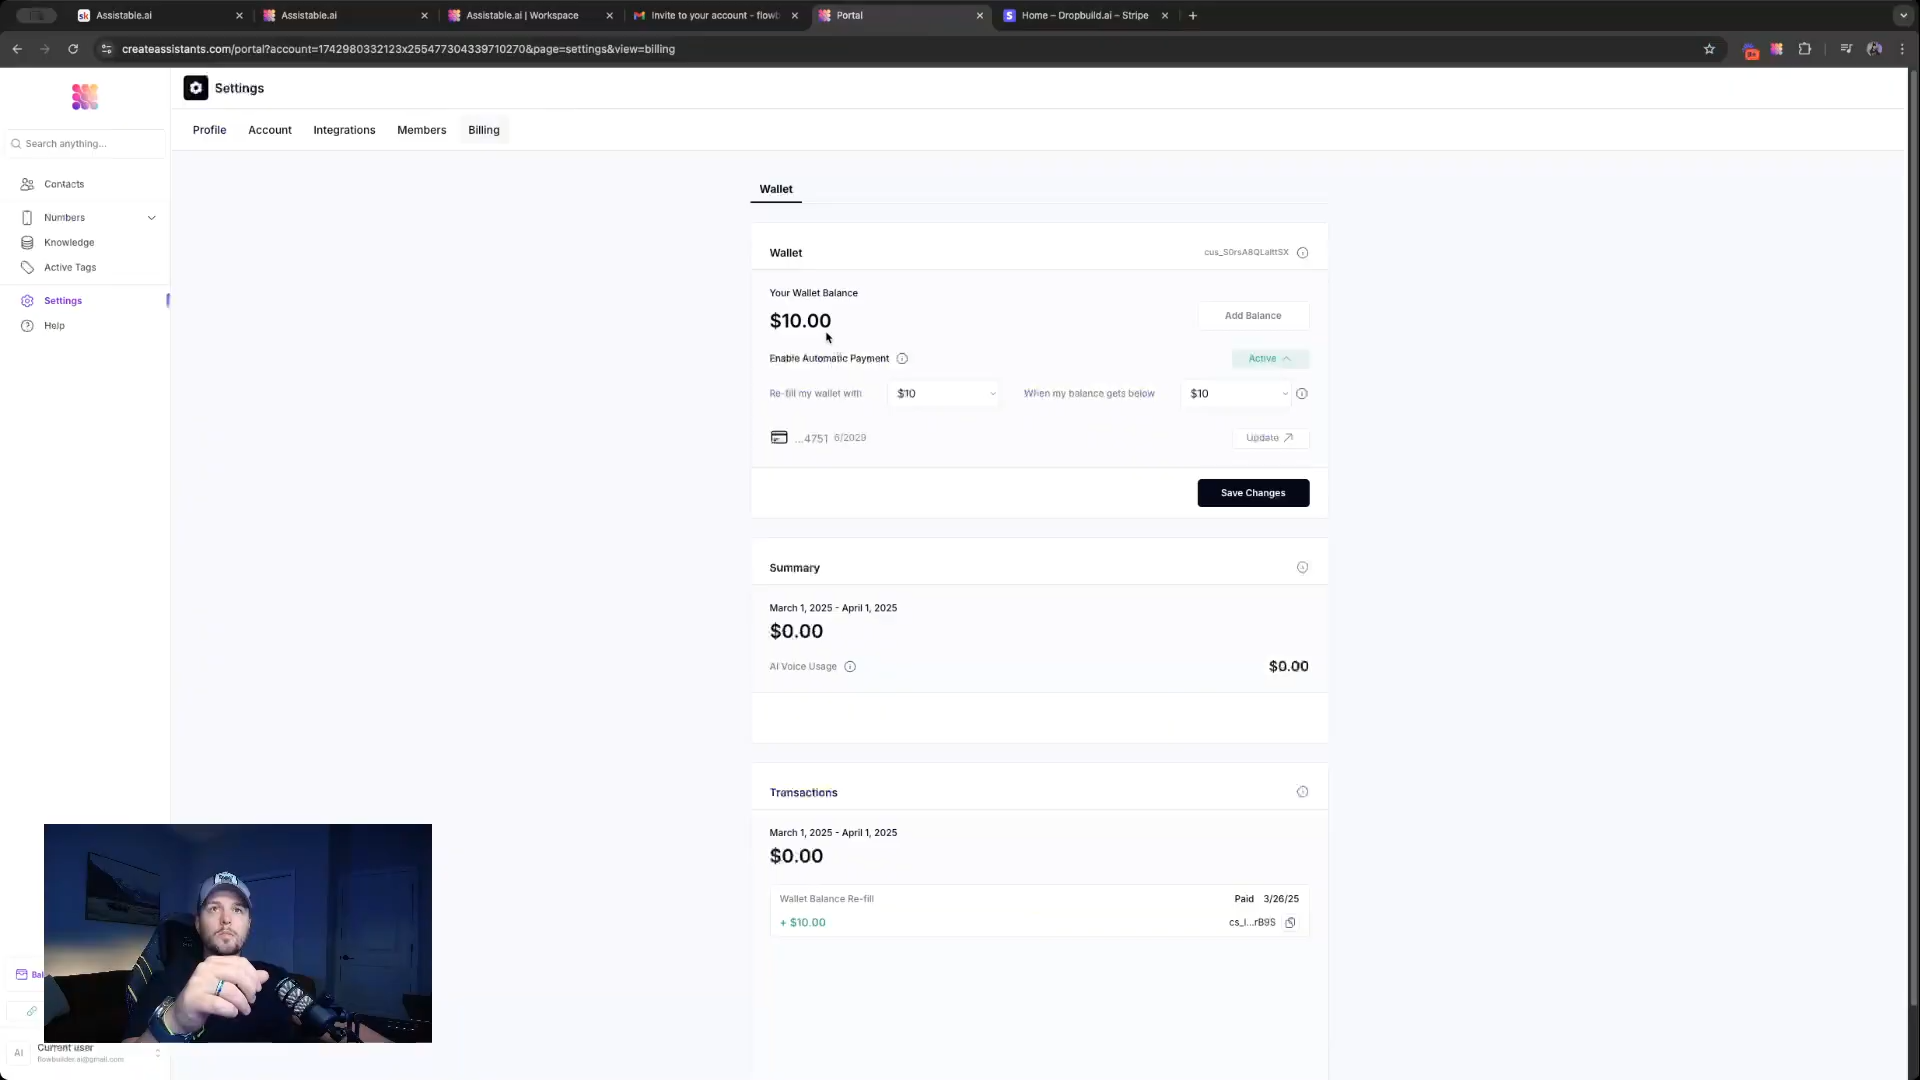 Assistable.ai
Assistable.ai
Assistable.ai | Workspace
Invite to your account - flowb
Portal
Home – Dropbuild.ai – Stripe
createassistants.com/portal?account=1742980332123x255477304339710270&page=settings&view=billing
Settings
Profile Account Integrations Members Billing
Search anything...
Contacts
Numbers
Knowledge
Active Tags
Settings
Help
Wallet
Wallet
Your Wallet Balance
$10.00
Add Balance
Enable Automatic Payment
Active
Re-fill my wallet with $10 When my balance gets below $10
...4751 6/2029
Update
Save Changes
Summary
March 1, 2025 - April 1, 2025
$0.00
AI Voice Usage $0.00
Transactions
March 1, 2025 - April 1, 2025
$0.00
Wallet Balance Re-fill Paid 3/26/25
+ $10.00 cs_l...rB9S
AI
Current user
flowbuilder.ai@gmail.com